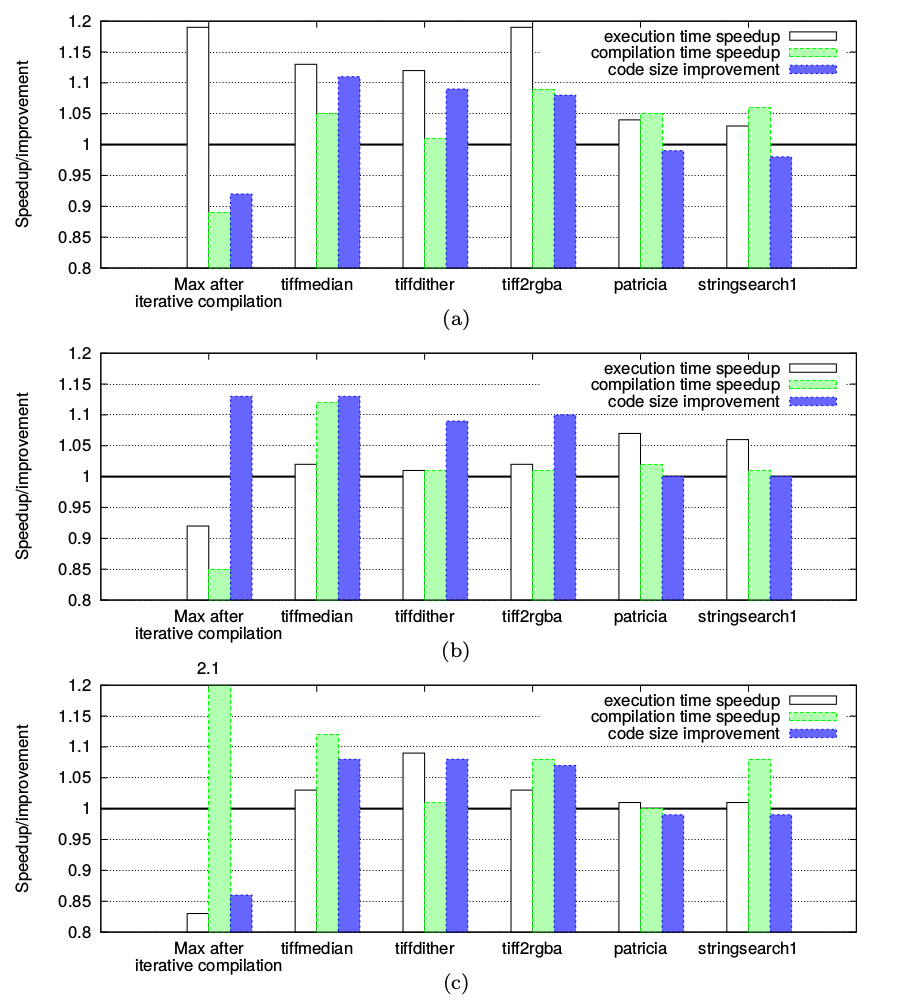 1.2
1.15
1.1
1.05
1
0.95
0.9
0.85
0.8
Speedup/improvement
execution time speedup
compilation time speedup
code size improvement
Max after
iterative compilation
tiffmedian
tiffdither
tiff2rgba
patricia
stringsearch1
(a)
1.2
1.15
1.1
1.05
1
0.95
0.9
0.85
0.8
Speedup/improvement
execution time speedup
compilation time speedup
code size improvement
Max after
iterative compilation
tiffmedian
tiffdither
tiff2rgba
patricia
stringsearch1
(b)
2.1
1.2
1.15
1.1
1.05
1
0.95
0.9
0.85
0.8
Speedup/improvement
execution time speedup
compilation time speedup
code size improvement
Max after
iterative compilation
tiffmedian
tiffdither
tiff2rgba
patricia
stringsearch1
(c)